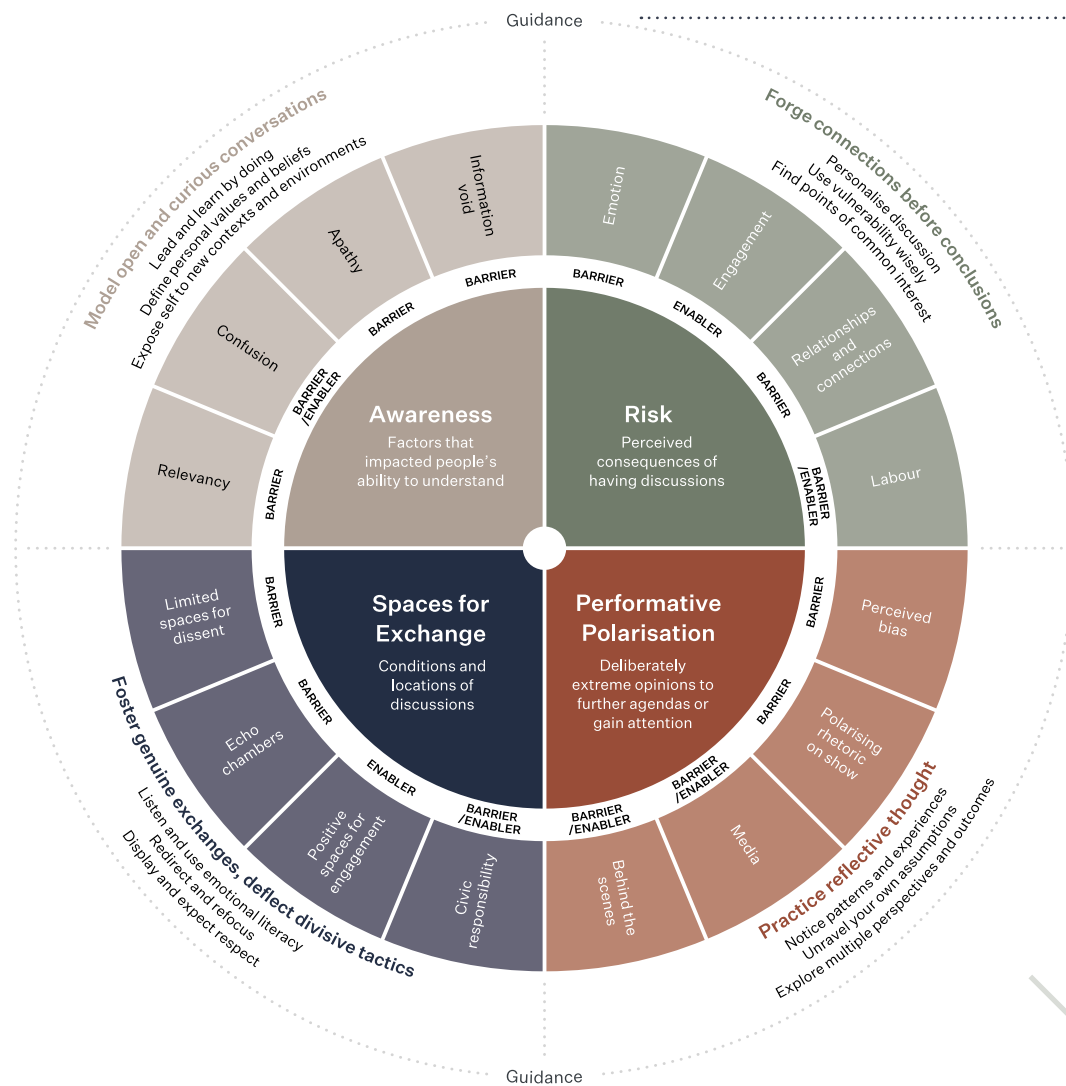 Guidance
Model open and curious conversations
Lead and learn by doing
Define personal values and beliefs
Expose self to new contexts and environments
Forge connections before conclusions
Personalise discussion
Use vulnerability wisely
Find points of common interest
Information
void
BARRIER
Apathy
BARRIER
Confusion
BARRIER
/ENABLER
Relevancy
BARRIER
Emotion
BARRIER
Engagement
ENABLER
Relationships
and
connections
BARRIER
Labour
BARRIER
/ENABLER
Awareness
Factors that
impacted people's
ability to understand
Risk
Perceived
consequences of
having discussions
Spaces for
Exchange
Conditions and
locations of
discussions
Performative
Polarisation
Deliberately
extreme opinions to
further agendas or
gain attention
Limited
spaces for
dissent
BARRIER
Echo
chambers
BARRIER
Positive
spaces for
engagement
ENABLER
Civic
responsibility
BARRIER
/ENABLER
Perceived
bias
BARRIER
Polarising
rhetoric
on show
BARRIER
Media
BARRIER
/ENABLER
Behind the
scenes
BARRIER
/ENABLER
Foster genuine exchanges, deflect divisive tactics
Listen and use emotional literacy
Redirect and refocus
Display and expect respect
Practice reflective thought
Notice patterns and experiences
Unravel your own assumptions
Explore multiple perspectives and outcomes
Guidance